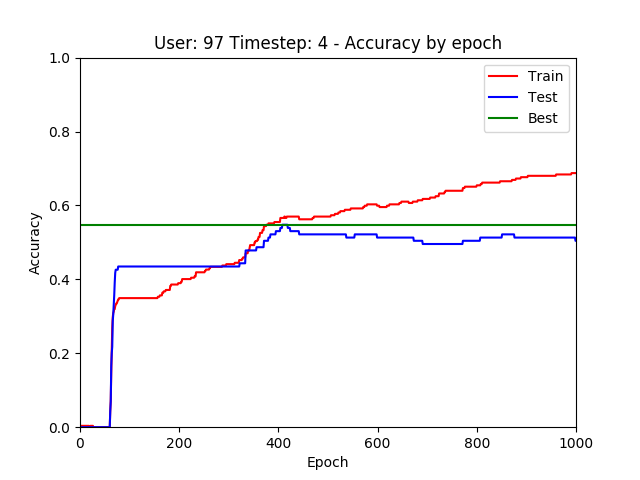 User: 97 Timestep: 4 - Accuracy by epoch
1.0
0.8
0.6
0.4
0.2
0.0
Accuracy
Train
Test
Best
0 200 400 600 800 1000
Epoch